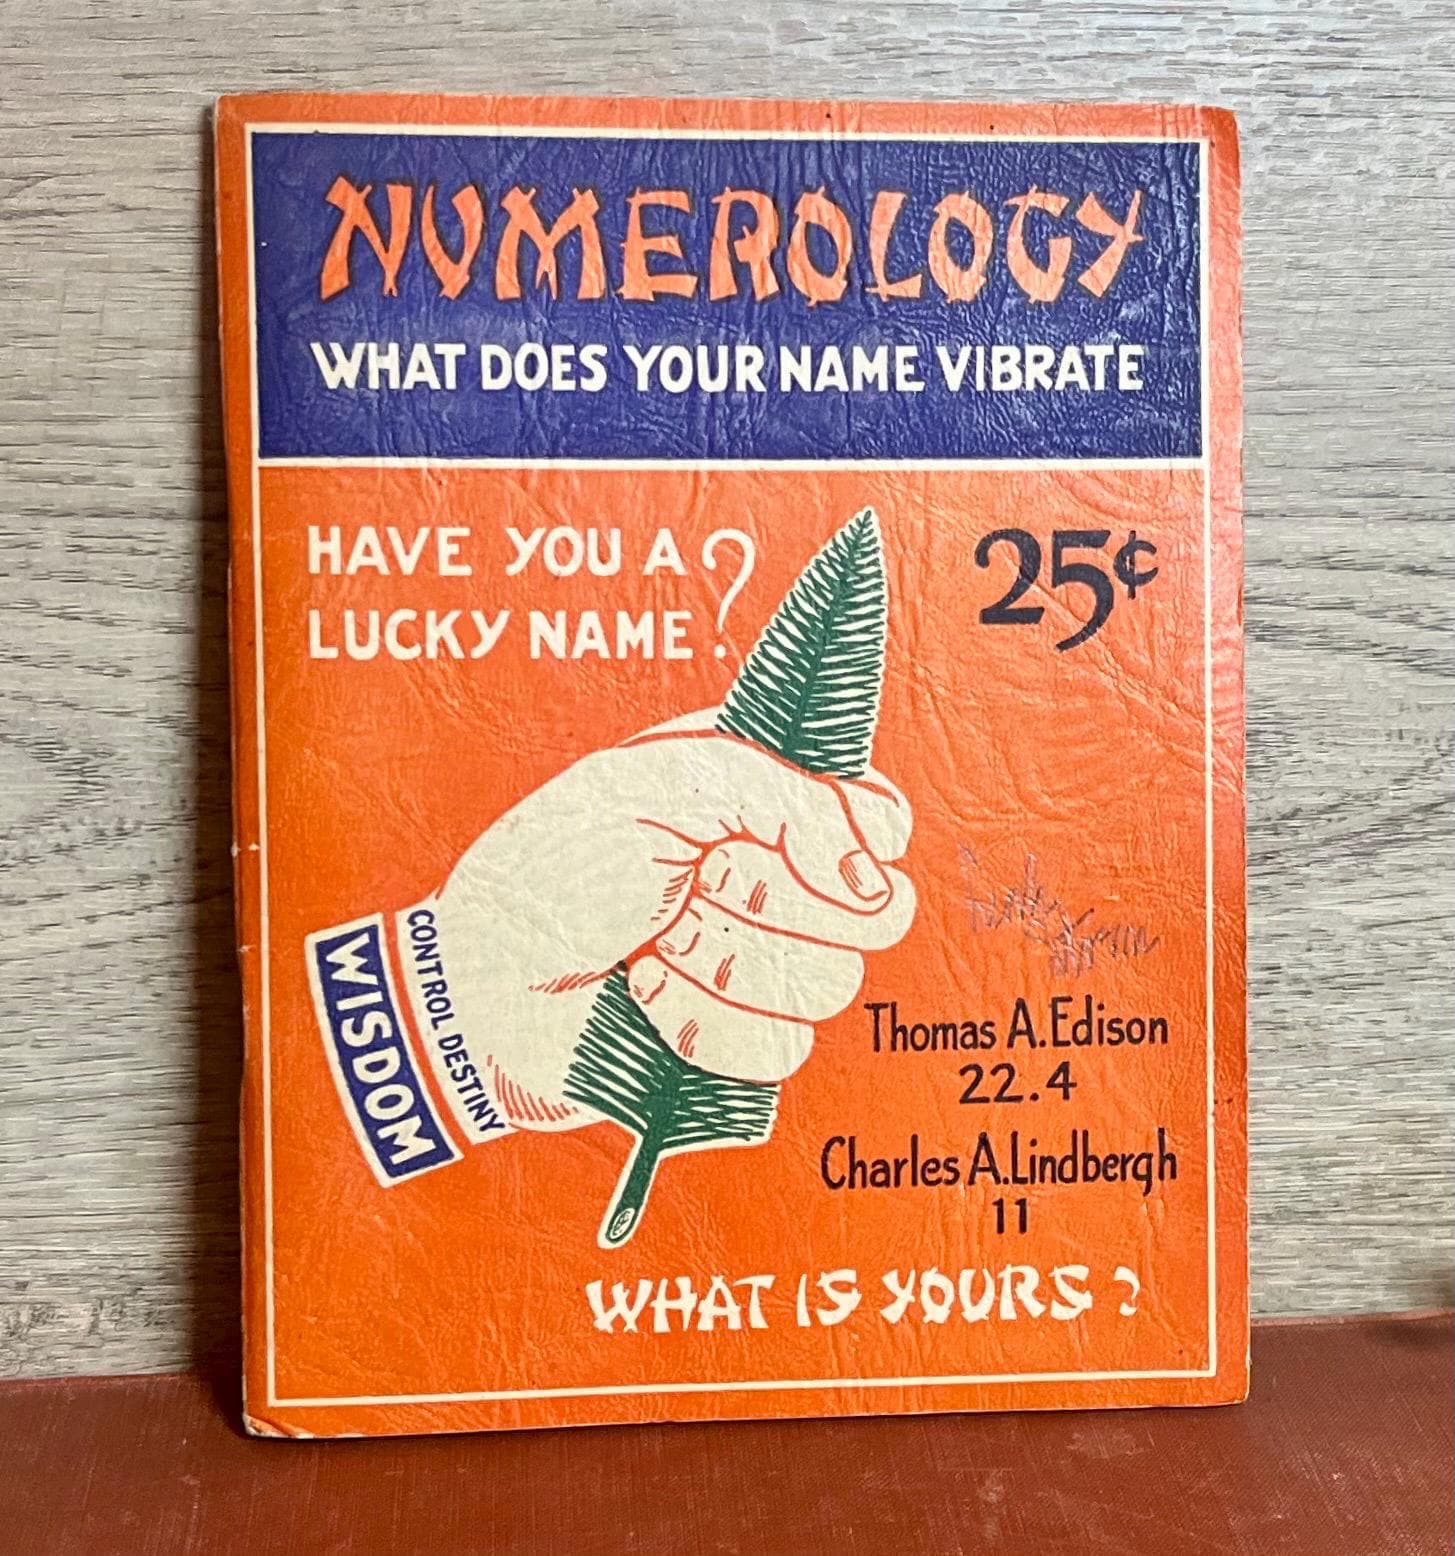 NUMEROLOGY
WHAT DOES YOUR NAME VIBRATE
HAVE YOU A
LUCKY NAME?
25¢
CONTROL DESTINY
WISDOM
Thomas A. Edison
22.4
Charles A. Lindbergh
11
WHAT IS YOURS?